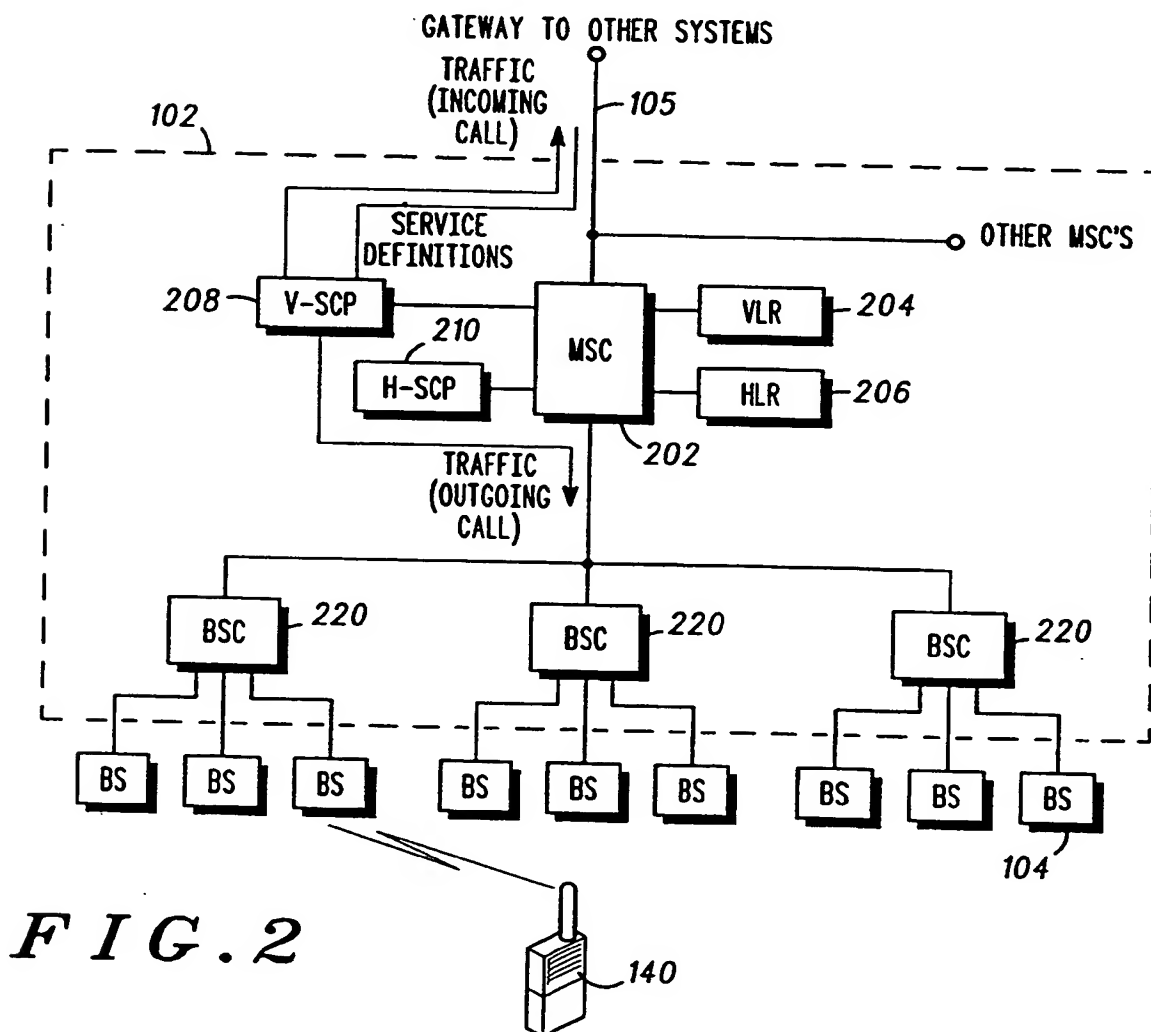 GATEWAY TO OTHER SYSTEMS
TRAFFIC
(INCOMING
CALL)
105
102
SERVICE
DEFINITIONS
OTHER MSC'S
208
V-SCP
MSC
VLR
204
210
H-SCP
HLR
206
202
TRAFFIC
(OUTGOING
CALL)
BSC
220
BSC
220
BSC
220
BS
BS
BS
BS
BS
BS
BS
BS
BS
104
FIG.2
140